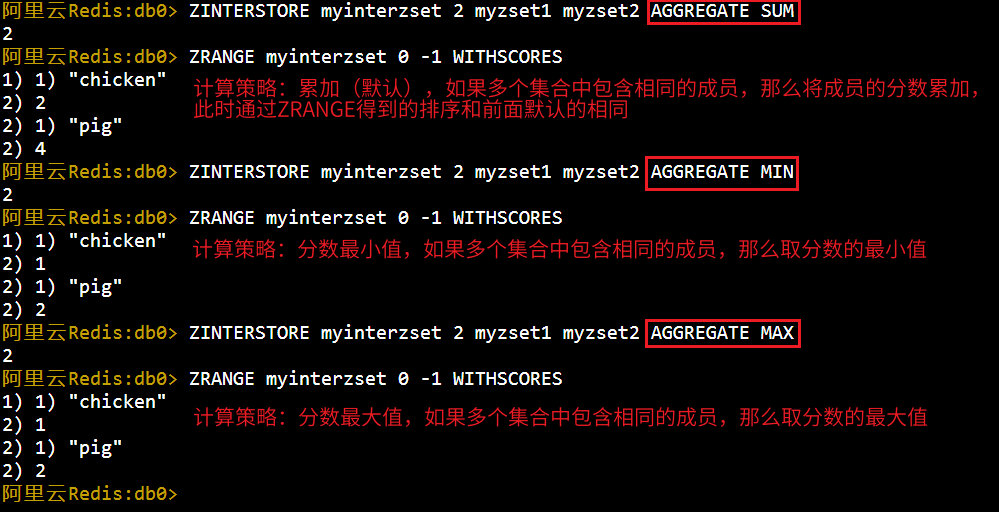 阿里云Redis:db0> ZINTERSTORE myinterzset 2 myzset1 myzset2 AGGREGATE SUM
2
阿里云Redis:db0> ZRANGE myinterzset 0 -1 WITHSCORES
1) 1) "chicken"
计算策略：累加（默认），如果多个集合中包含相同的成员，那么将成员的分数累加，
2) 2
此时通过ZRANGE得到的排序和前面默认的相同
2) 1) "pig"
2) 4
阿里云Redis:db0> ZINTERSTORE myinterzset 2 myzset1 myzset2 AGGREGATE MIN
2
阿里云Redis:db0> ZRANGE myinterzset 0 -1 WITHSCORES
1) 1) "chicken"
计算策略：分数最小值，如果多个集合中包含相同的成员，那么取分数的最小值
2) 1
2) 1) "pig"
2) 2
阿里云Redis:db0> ZINTERSTORE myinterzset 2 myzset1 myzset2 AGGREGATE MAX
2
阿里云Redis:db0> ZRANGE myinterzset 0 -1 WITHSCORES
1) 1) "chicken"
计算策略：分数最大值，如果多个集合中包含相同的成员，那么取分数的最大值
2) 1
2) 1) "pig"
2) 2
阿里云Redis:db0>